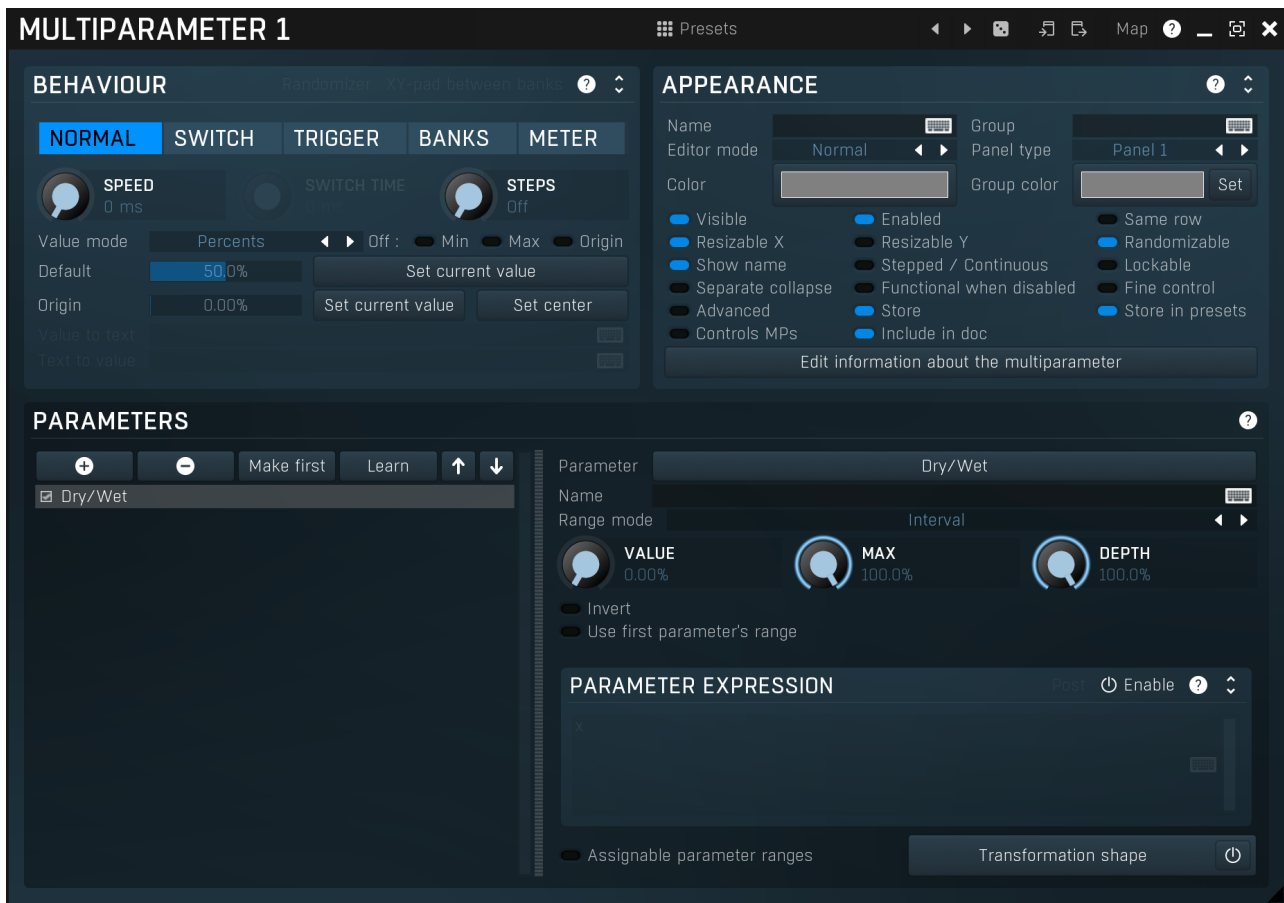 MULTIPARAMETER 1 Presets Map ?
BEHAVIOUR Randomizer XY-pad between banks ?
NORMAL SWITCH TRIGGER BANKS METER
SPEED
0 ms
SWITCH TIME
STEPS
Off
Value mode Percents Off : Min Max Origin
Default 50.0% Set current value
Origin 0.00% Set current value Set center
Value to text
Text to value
APPEARANCE ?
Name Group
Editor mode Normal Panel type Panel 1
Color Group color Set
Visible Enabled Same row
Resizable X Resizable Y Randomizable
Show name Stepped / Continuous Lockable
Separate collapse Functional when disabled Fine control
Advanced Store Store in presets
Controls MPs Include in doc
Edit information about the multiparameter
PARAMETERS ?
Make first Learn
Dry/Wet
Parameter Dry/Wet
Name
Range mode Interval
VALUE
0.00%
MAX
100.0%
DEPTH
100.0%
Invert
Use first parameter's range
PARAMETER EXPRESSION Post Enable ?
x
Assignable parameter ranges Transformation shape